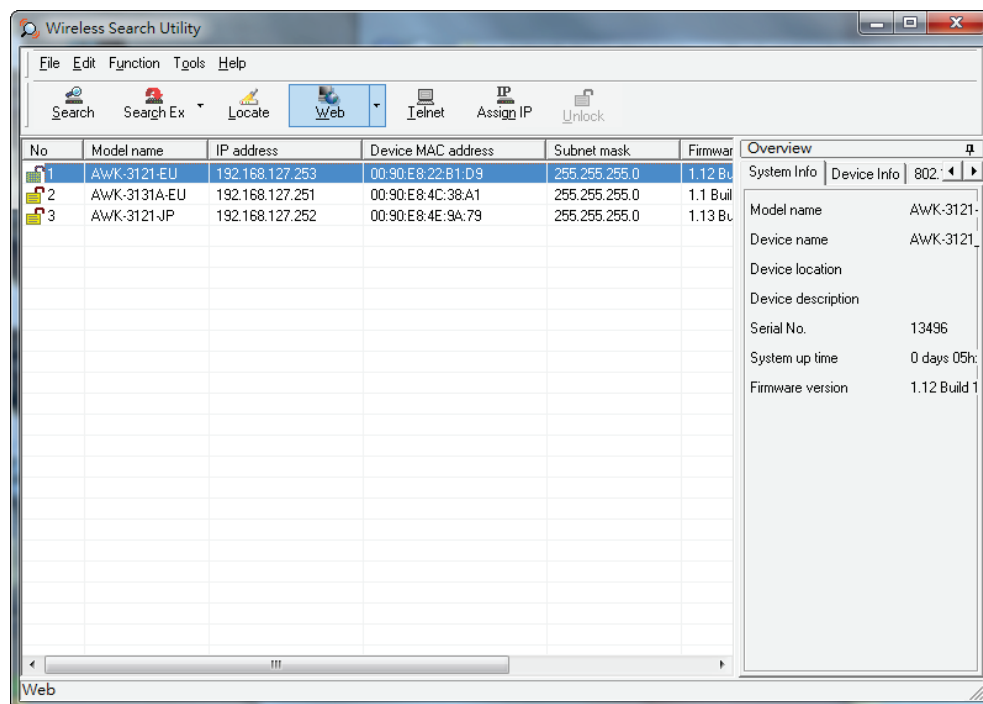 Wireless Search Utility
File Edit Function Tools Help
Search Search Ex Locate Web Telnet IP Assign IP Unlock
No Model name IP address Device MAC address Subnet mask Firmwar
1 AWK-3121-EU 192.168.127.253 00:90:E8:22:B1:D9 255.255.255.0 1.12 Bu
2 AWK-3131A-EU 192.168.127.251 00:90:E8:4C:38:A1 255.255.255.0 1.1 Buil
3 AWK-3121-JP 192.168.127.252 00:90:E8:4E:9A:79 255.255.255.0 1.13 Bu
Overview
System Info Device Info 802.
Model name AWK-3121-
Device name AWK-3121_
Device location
Device description
Serial No. 13496
System up time 0 days 05h:
Firmware version 1.12 Build 1
Web